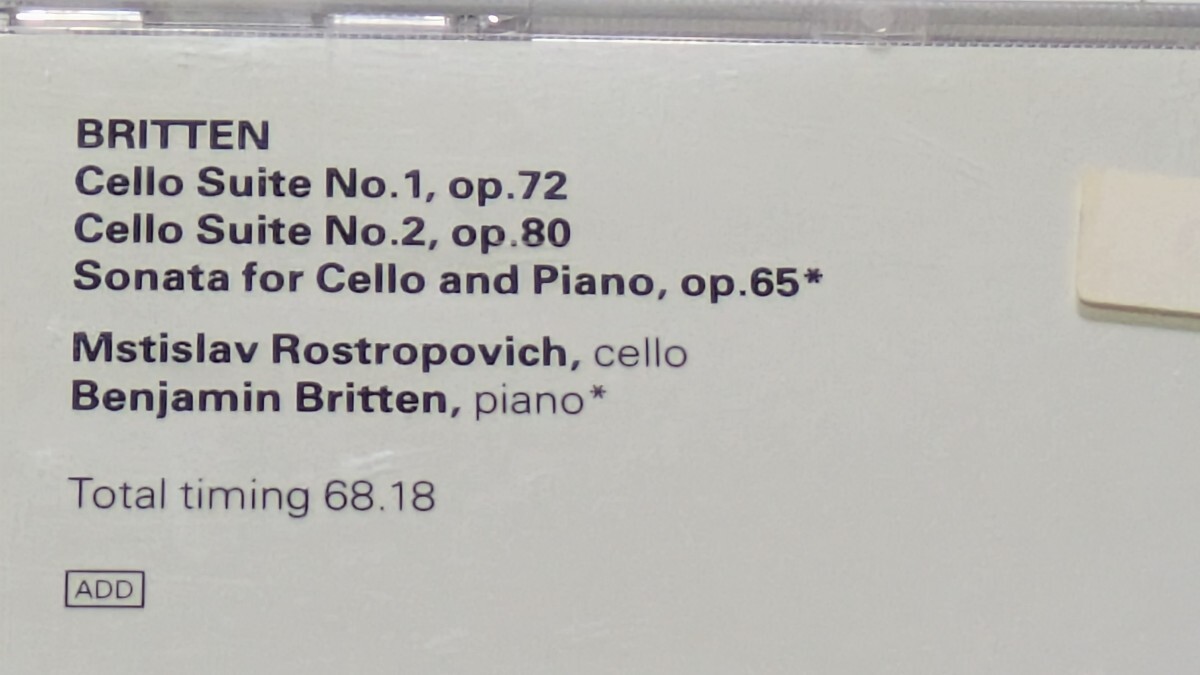 BRITTEN
Cello Suite No.1, op.72
Cello Suite No.2, op.80
Sonata for Cello and Piano, op.65*
Mstislav Rostropovich, cello
Benjamin Britten, piano*
Total timing 68.18
ADD